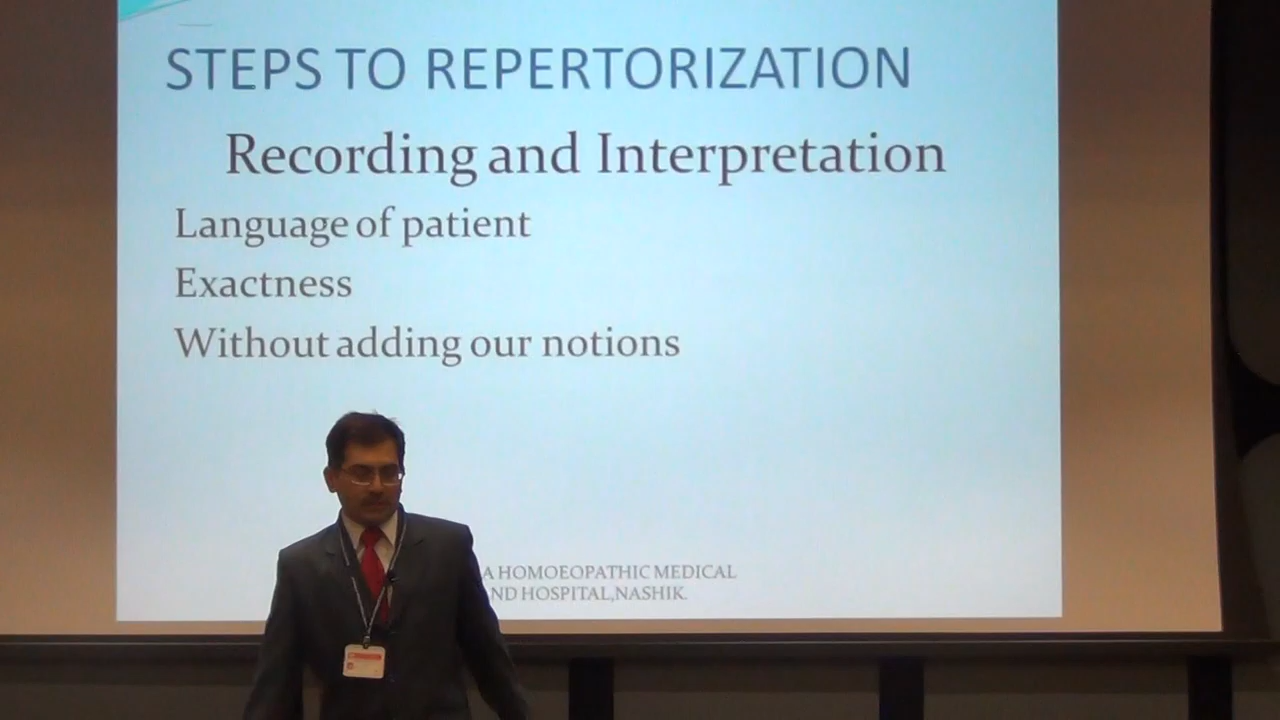 STEPS TO REPERTORIZATION
Recording and Interpretation
Language of patient
Exactness
Without adding our notions
A HOMOEOPATHIC MEDICAL
ND HOSPITAL,NASHIK.